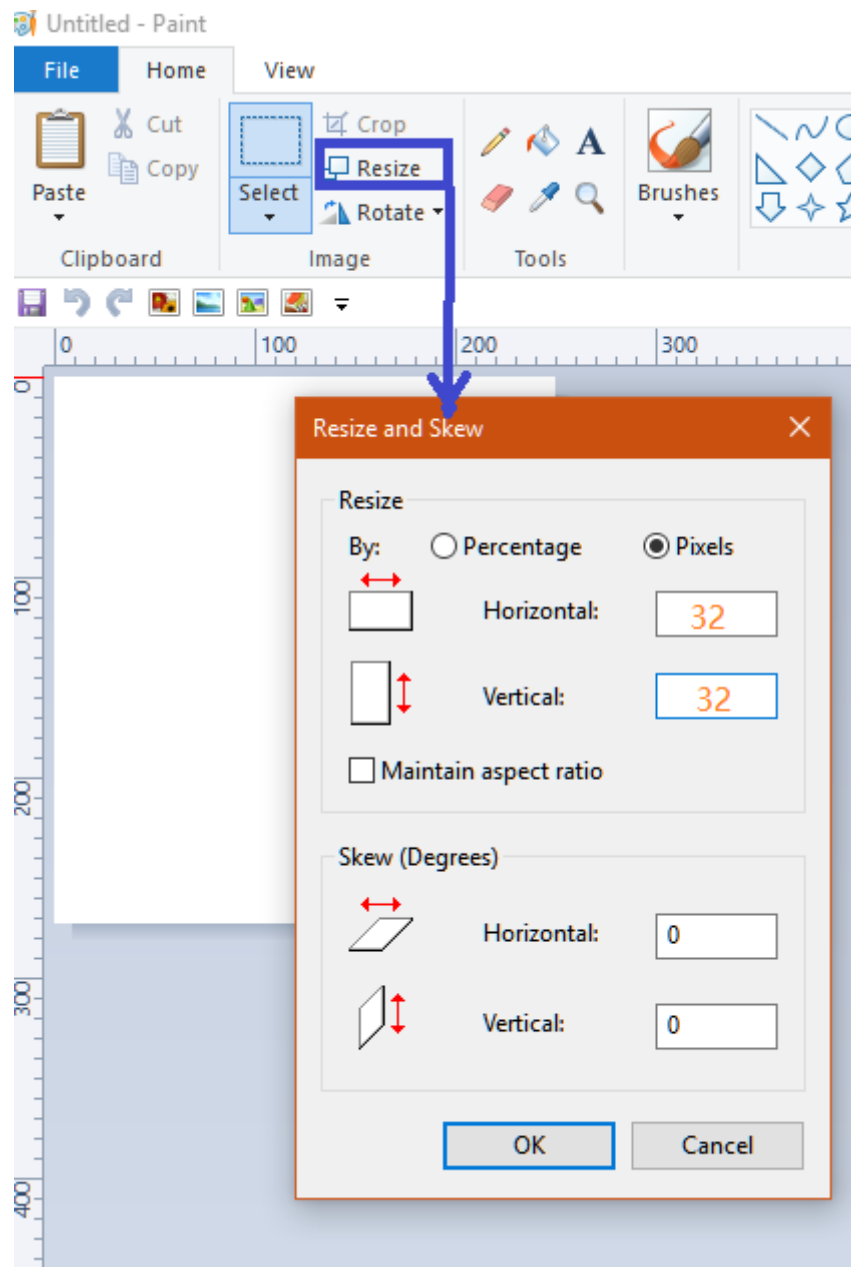 Untitled - Paint
File Home View
Cut
Crop
Copy
Resize
Paste
Select
Brushes
Rotate
Clipboard
Image
Tools
0 100 200 300
0
100
200
300
400
Resize and Skew
Resize
By: Percentage Pixels
Horizontal: 32
Vertical: 32
Maintain aspect ratio
Skew (Degrees)
Horizontal: 0
Vertical: 0
OK Cancel